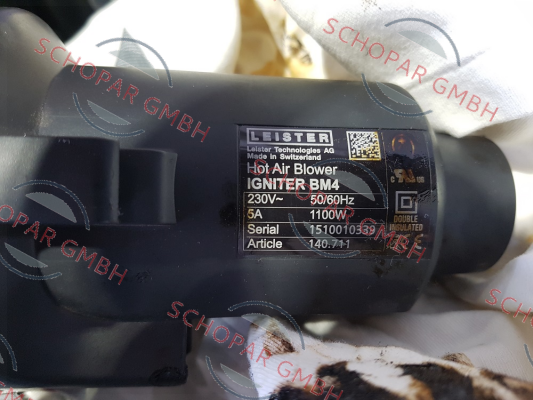 LEISTER
Leister Technologies AG
Made in Switzerland
Hot Air Blower
IGNITER BM4
230V~ 50/60Hz
5A 1100W
Serial 1510010339
Article 140.711
DOUBLE
INSULATED
SCHOPAR GMBH
SCHOPAR GMBH
SCHOPAR GMBH
SCHOPAR GMBH
SCHOPAR GMBH